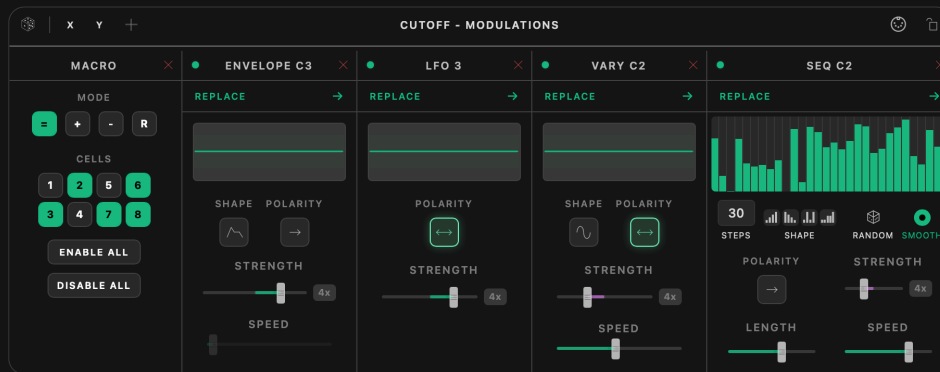 X Y +
CUTOFF - MODULATIONS
MACRO
MODE
= + - R
CELLS
1 2 5 6
3 4 7 8
ENABLE ALL
DISABLE ALL
ENVELOPE C3
REPLACE →
SHAPE POLARITY
STRENGTH
4x
SPEED
LFO 3
REPLACE →
POLARITY
STRENGTH
4x
VARY C2
REPLACE →
SHAPE POLARITY
STRENGTH
4x
SPEED
SEQ C2
REPLACE →
30
STEPS SHAPE RANDOM SMOOTH
POLARITY STRENGTH
4x
LENGTH SPEED